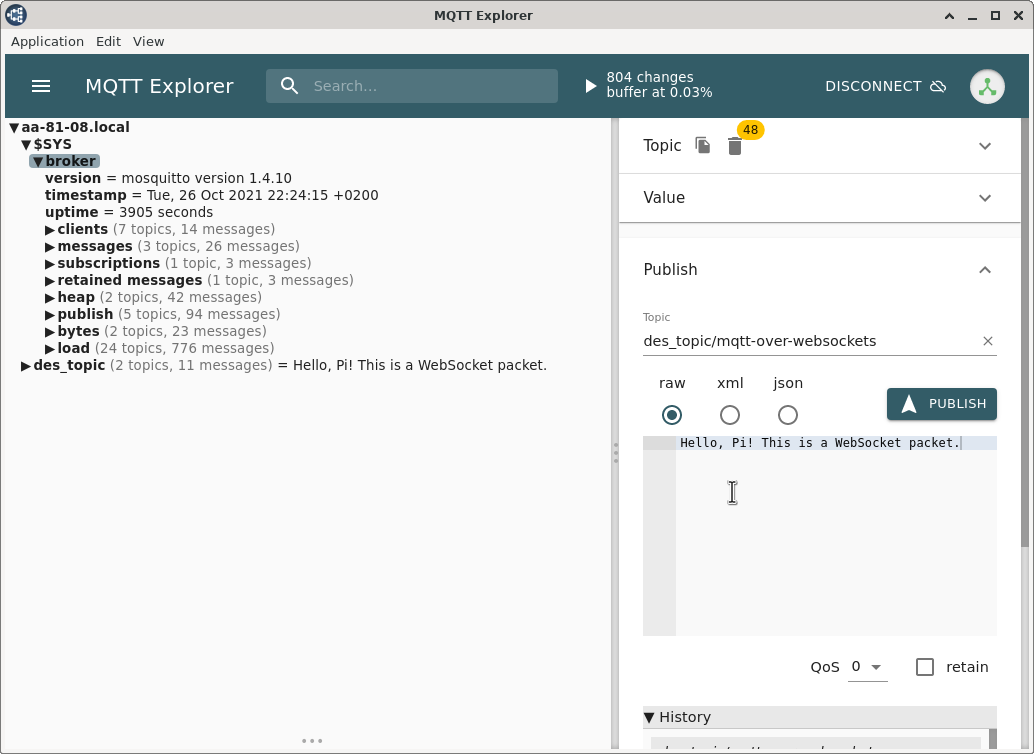 MQTT Explorer
Application Edit View
MQTT Explorer
Search...
804 changes
buffer at 0.03%
DISCONNECT
▼aa-81-08.local
▼$SYS
▼broker
version = mosquitto version 1.4.10
timestamp = Tue, 26 Oct 2021 22:24:15 +0200
uptime = 3905 seconds
▶clients (7 topics, 14 messages)
▶messages (3 topics, 26 messages)
▶subscriptions (1 topic, 3 messages)
▶retained messages (1 topic, 3 messages)
▶heap (2 topics, 42 messages)
▶publish (5 topics, 94 messages)
▶bytes (2 topics, 23 messages)
▶load (24 topics, 776 messages)
▶des_topic (2 topics, 11 messages) = Hello, Pi! This is a WebSocket packet.
Topic
48
Value
Publish
Topic
des_topic/mqtt-over-websockets
raw xml json
PUBLISH
Hello, Pi! This is a WebSocket packet.
QoS 0 retain
▼ History